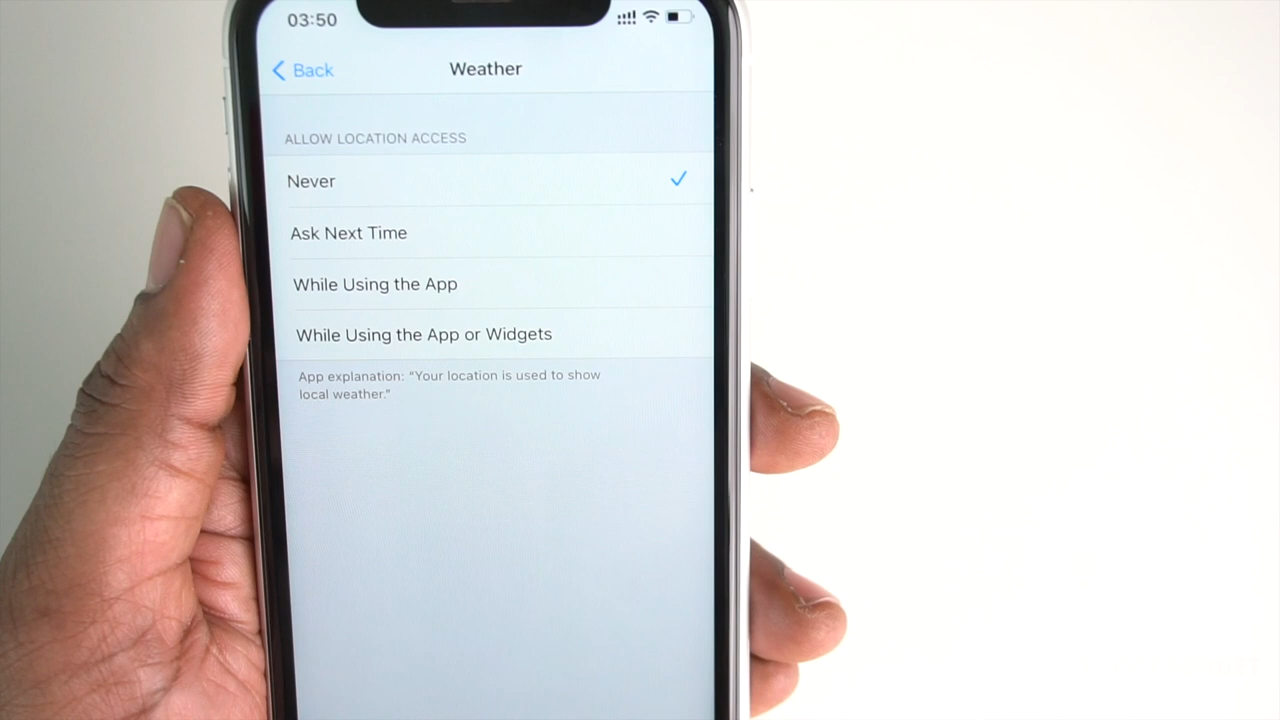 03:50
Back
Weather
ALLOW LOCATION ACCESS
Never
Ask Next Time
While Using the App
While Using the App or Widgets
App explanation: “Your location is used to show
local weather.”